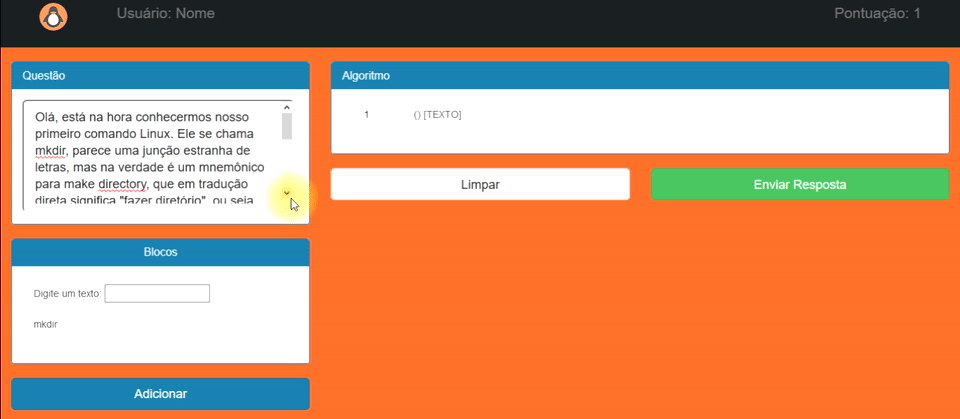 Usuário: Nome
Pontuação: 1
Questão
Olá, está na hora conhecermos nosso
primeiro comando Linux. Ele se chama
mkdir, parece uma junção estranha de
letras, mas na verdade é um mnemônico
para make directory, que em tradução
direta significa "fazer diretório", ou seja
Blocos
Digite um texto:
mkdir
Adicionar
Algoritmo
1 () [TEXTO]
Limpar
Enviar Resposta